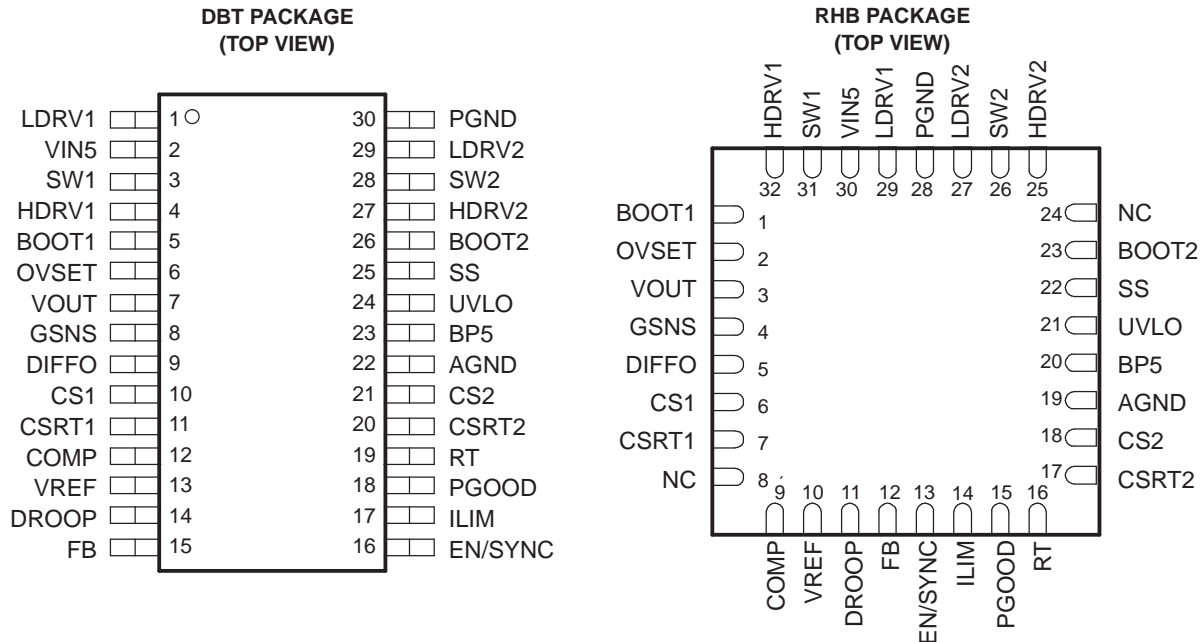 DBT PACKAGE
(TOP VIEW)
LDRV1 1 30 PGND
VIN5 2 29 LDRV2
SW1 3 28 SW2
HDRV1 4 27 HDRV2
BOOT1 5 26 BOOT2
OVSET 6 25 SS
VOUT 7 24 UVLO
GSNS 8 23 BP5
DIFFO 9 22 AGND
CS1 10 21 CS2
CSRT1 11 20 CSRT2
COMP 12 19 RT
VREF 13 18 PGOOD
DROOP 14 17 ILIM
FB 15 16 EN/SYNC
RHB PACKAGE
(TOP VIEW)
HDRV1 SW1 VIN5 LDRV1 PGND LDRV2 SW2 HDRV2
32 31 30 29 28 27 26 25
BOOT1 1 24 NC
OVSET 2 23 BOOT2
VOUT 3 22 SS
GSNS 4 21 UVLO
DIFFO 5 20 BP5
CS1 6 19 AGND
CSRT1 7 18 CS2
NC 8 17 CSRT2
9 10 11 12 13 14 15 16
COMP VREF DROOP FB EN/SYNC ILIM PGOOD RT